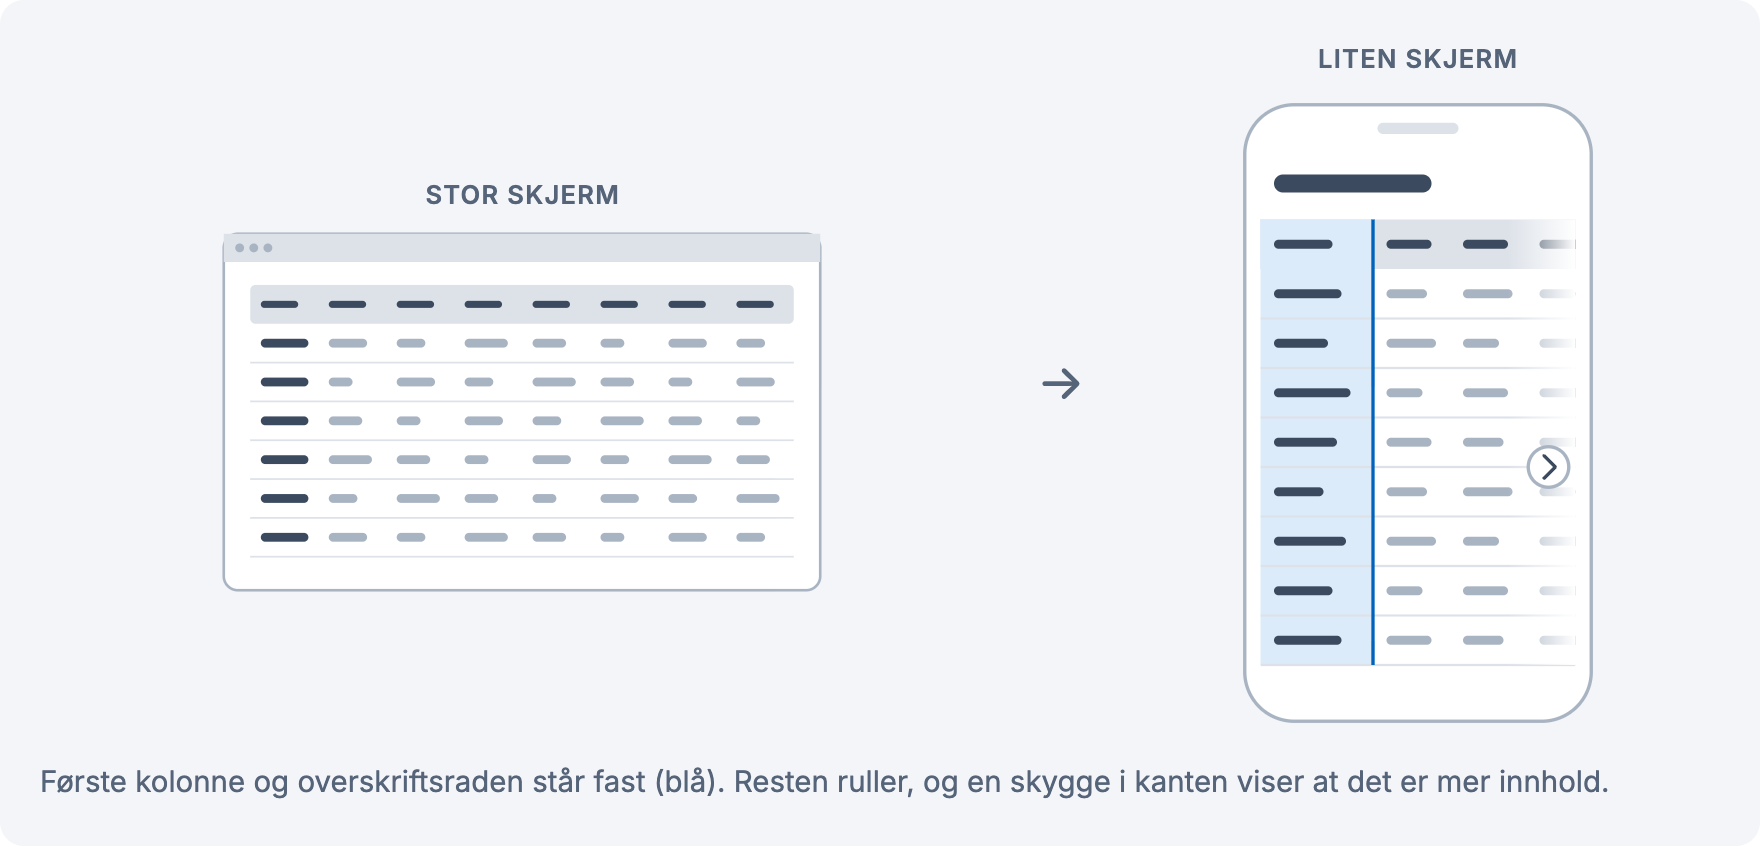 LITEN SKJERM
STOR SKJERM
Første kolonne og overskriftsraden står fast (blå). Resten ruller, og en skygge i kanten viser at det er mer innhold.